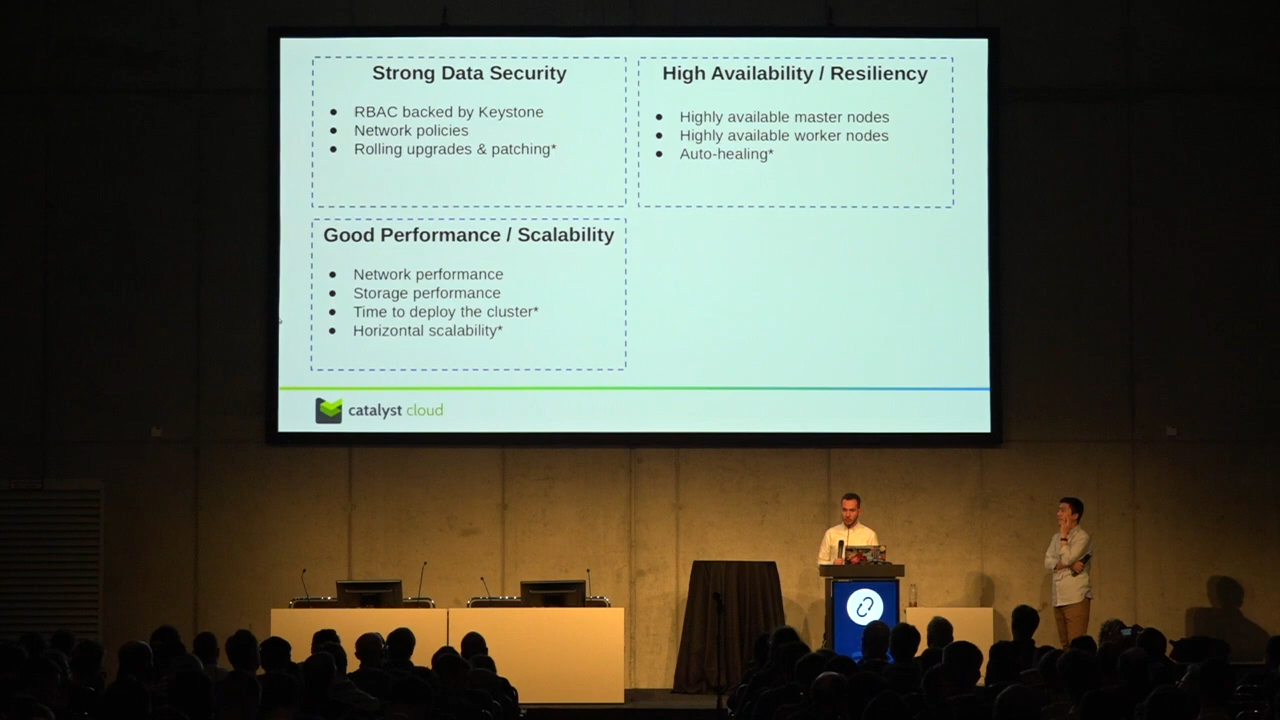 Strong Data Security
● RBAC backed by Keystone
● Network policies
● Rolling upgrades & patching*
High Availability / Resiliency
● Highly available master nodes
● Highly available worker nodes
● Auto-healing*
Good Performance / Scalability
● Network performance
● Storage performance
● Time to deploy the cluster*
● Horizontal scalability*
catalyst cloud